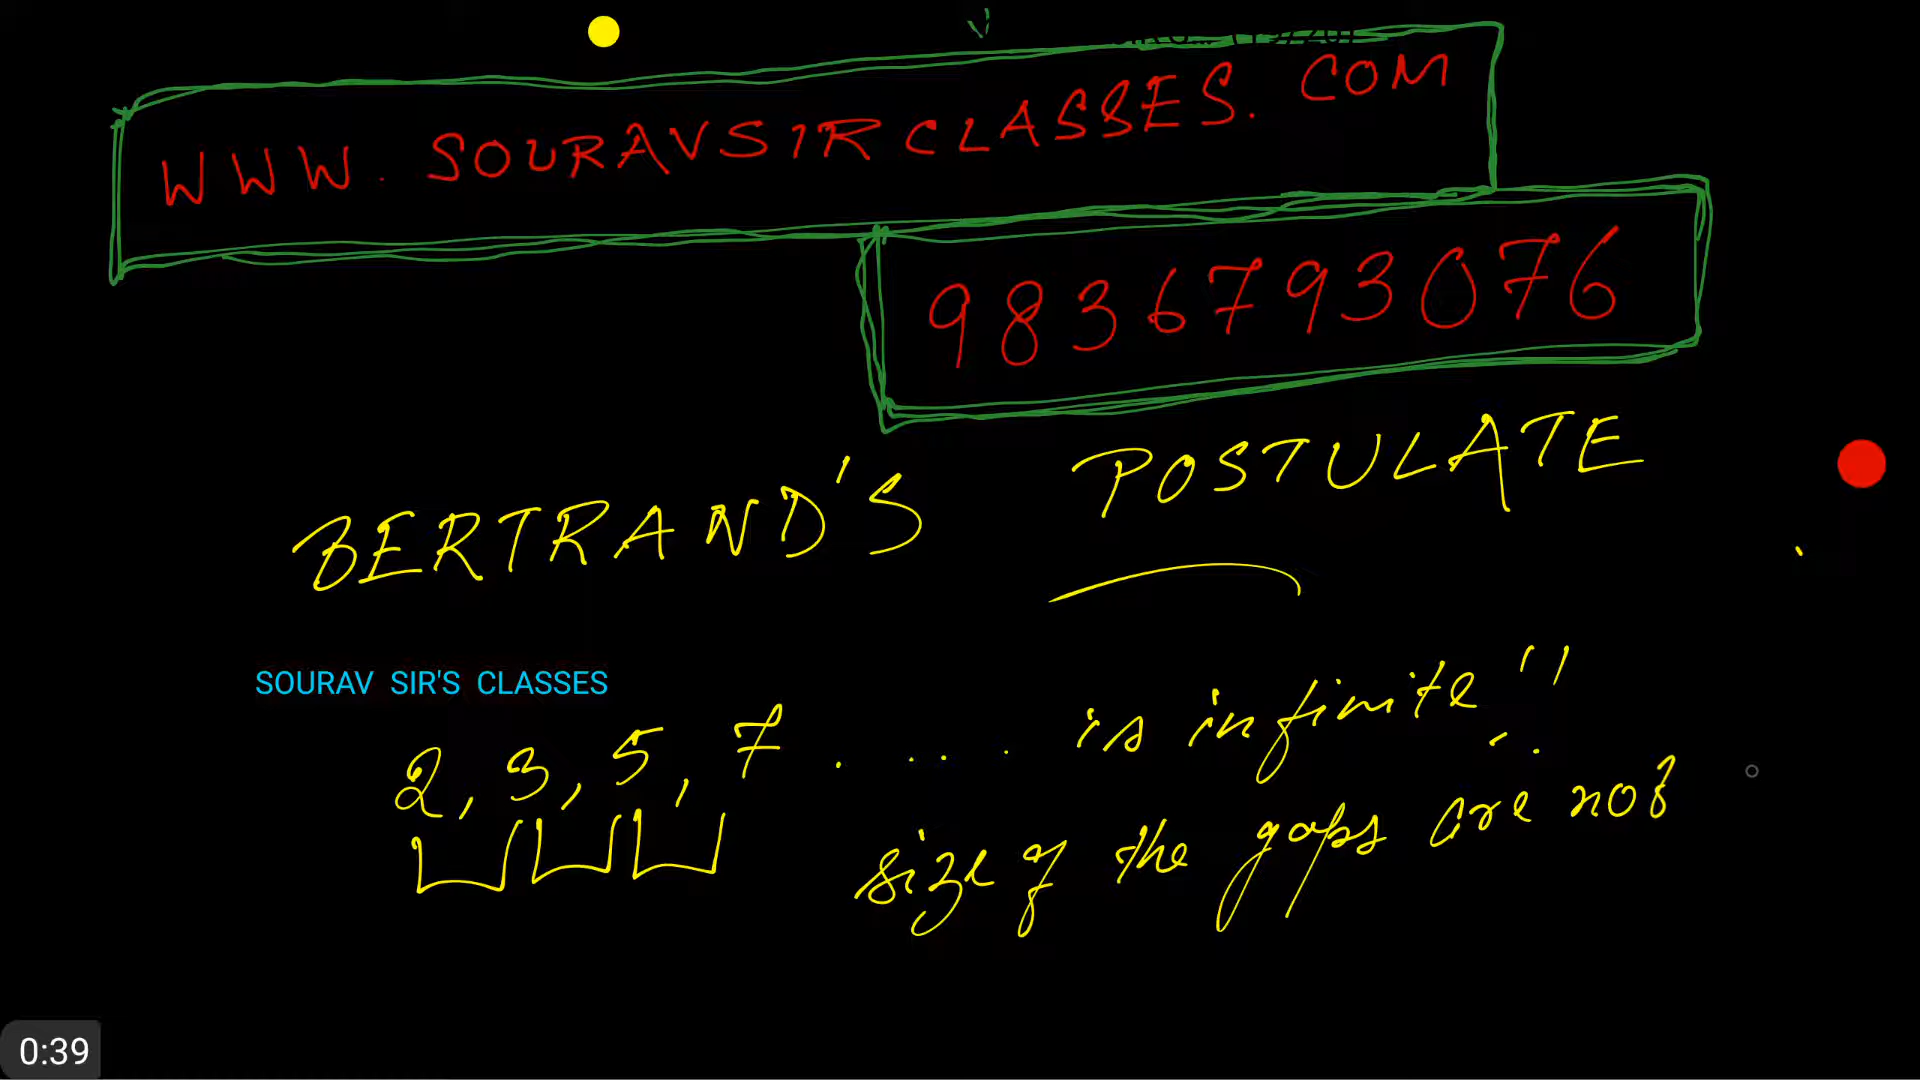 WWW. SOURAVSIRCLASSES. COM
9836793076
BERTRAND'S POSTULATE
SOURAV SIR'S CLASSES
2, 3, 5, 7 . . . . is infinite"
size of the gaps are not
0:39